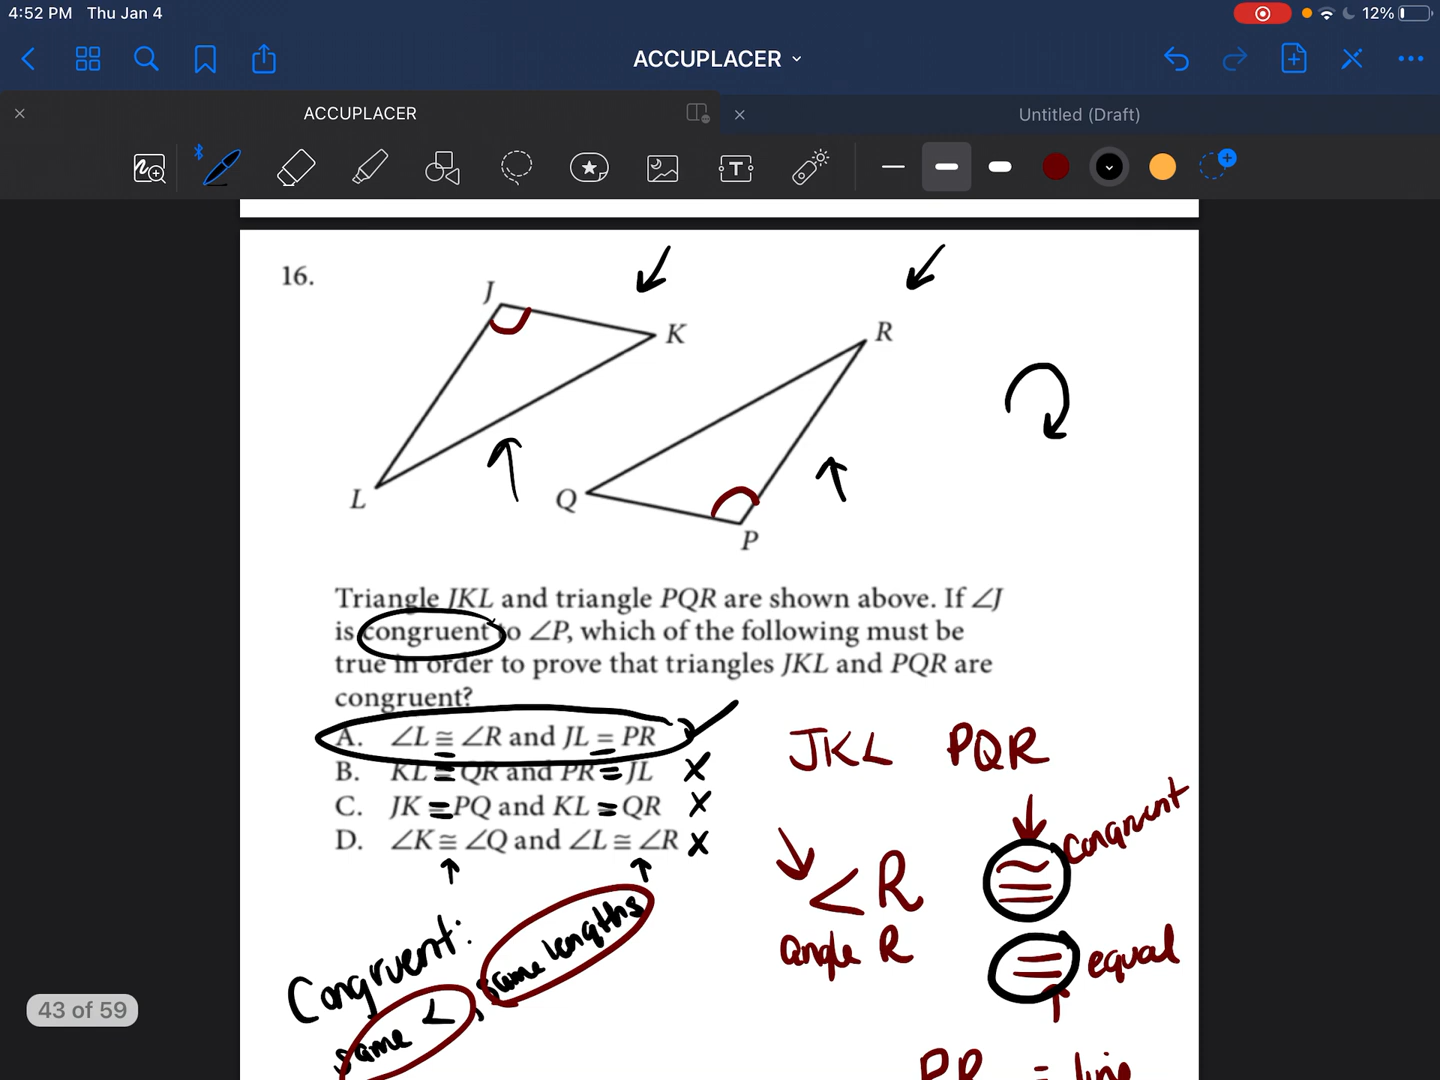 4:52 PM Thu Jan 4
12%
ACCUPLACER
ACCUPLACER
Untitled (Draft)
T
16.
J
K
L
R
Q
P
Triangle JKL and triangle PQR are shown above. If ∠J
is congruent to ∠P, which of the following must be
true in order to prove that triangles JKL and PQR are
congruent?
A. ∠L ≅ ∠R and JL = PR
B. KL = QR and PR = JL X
C. JK = PQ and KL = QR X
D. ∠K ≅ ∠Q and ∠L ≅ ∠R X
JKL PQR
< R
angle R
≅ congruent
= equal
Congruent:
same <, same lengths
PR = line
43 of 59